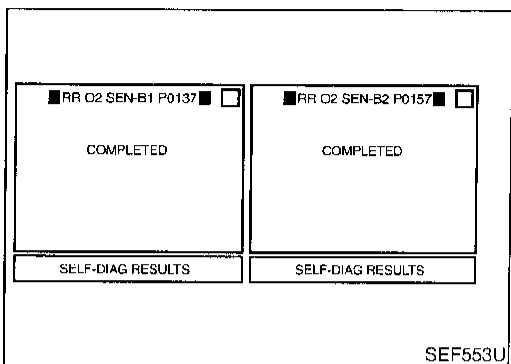 RR O2 SEN-B1 P0137
COMPLETED
SELF-DIAG RESULTS
RR O2 SEN-B2 P0157
COMPLETED
SELF-DIAG RESULTS
SEF553U